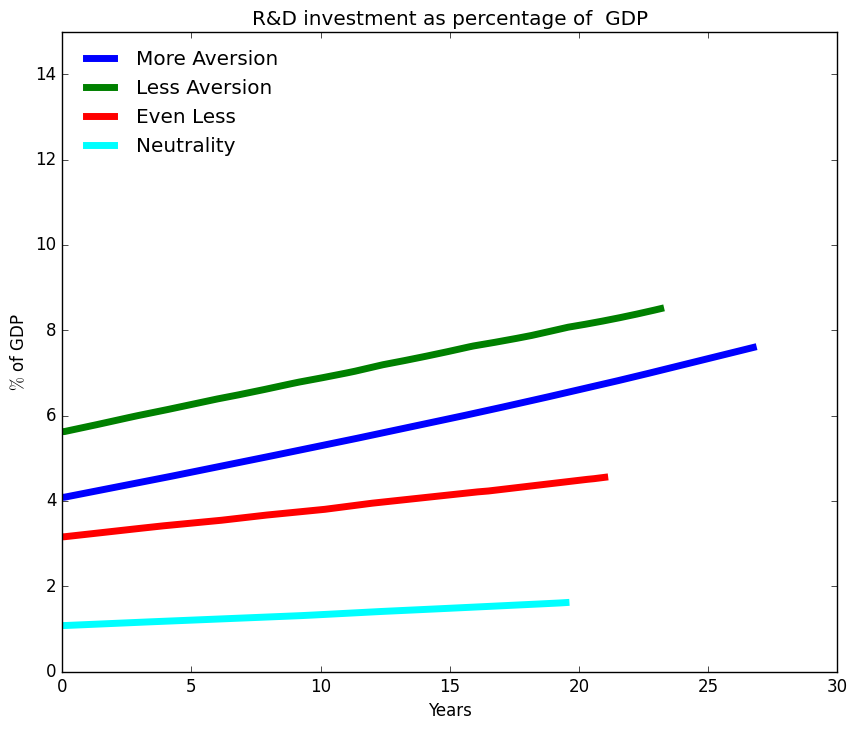 R&D investment as percentage of  GDP
More Aversion
Less Aversion
Even Less
Neutrality
% of GDP
14
12
10
8
6
4
2
0
0 5 10 15 20 25 30
Years